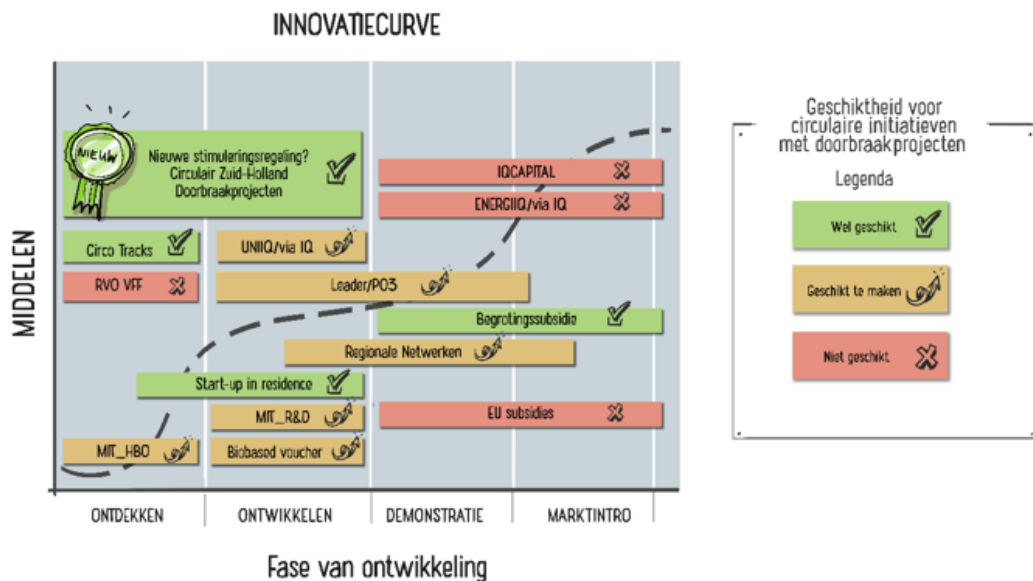 INNOVATIECURVE
NIEUW
Nieuwe stimuleringsregeling?
Circulair Zuid-Holland
Doorbraakprojecten
IQCAPITAL
ENERGIIQ/via IQ
Circo Tracks
UNIIQ/via IQ
RVO VFF
Leader/PO3
Begrotingssubsidie
Regionale Netwerken
Start-up in residence
MIT_R&D
EU subsidies
MIT_HBO
Biobased voucher
MIDDELEN
ONTDEKKEN
ONTWIKKELEN
DEMONSTRATIE
MARKTINTRO
Fase van ontwikkeling
Geschiktheid voor
circulaire initiatieven
met doorbraakprojecten
Legenda
Wel geschikt
Geschikt te maken
Niet geschikt